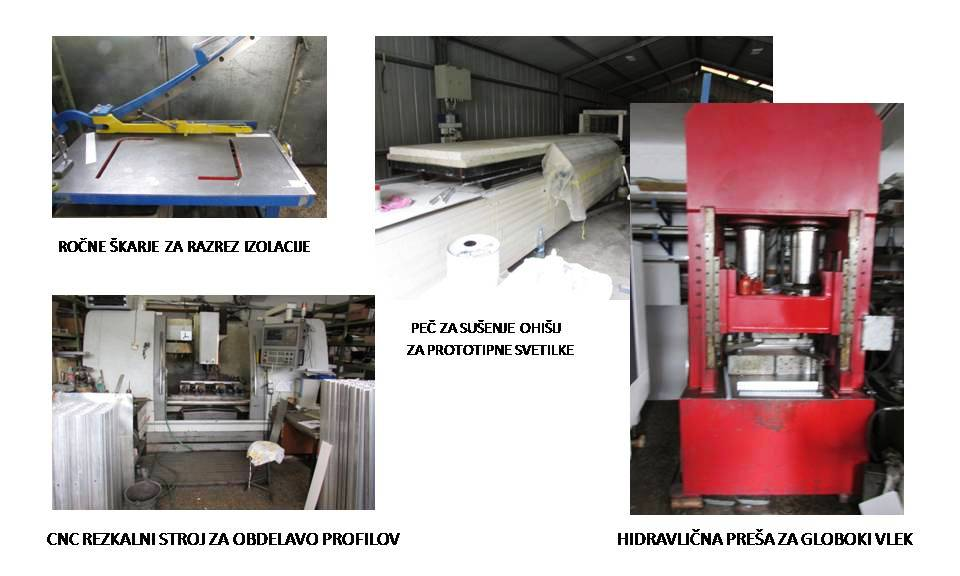 ROČNE ŠKARJE ZA RAZREZ IZOLACIJE
PEČ ZA SUŠENJE OHIŠIJ
ZA PROTOTIPNE SVETILKE
CNC REZKALNI STROJ ZA OBDELAVO PROFILOV
HIDRAVLIČNA PREŠA ZA GLOBOKI VLEK